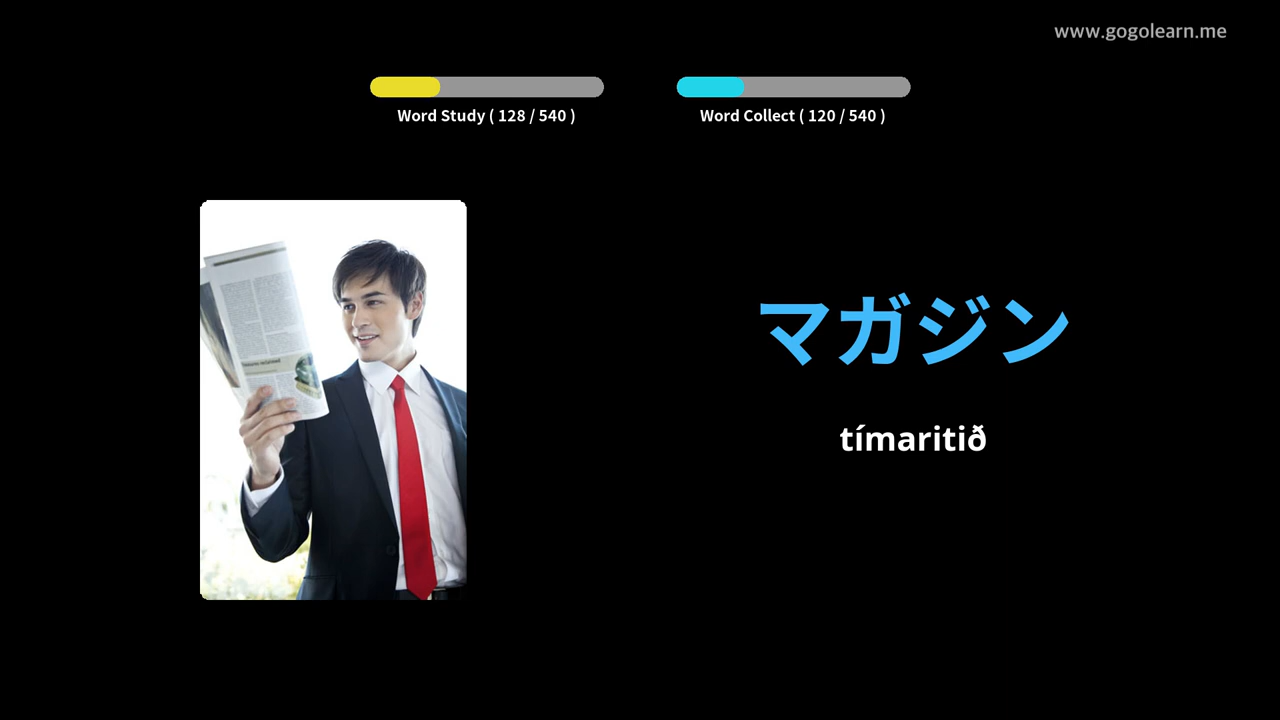 www.gogolearn.me
Word Study ( 128 / 540 )
Word Collect ( 120 / 540 )
マガジン
tímaritið